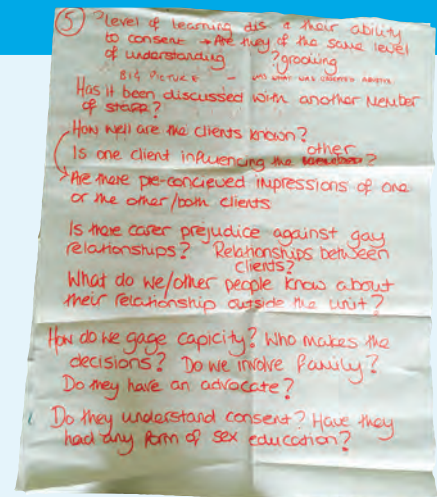 ⑤ ?level of learning dis & their ability
to consent → Are they of the same level
of understanding ?grooming
BIG PICTURE –
Has it been discussed with another member
of staff?
How well are the clients known?
Is one client influencing the other?
Are there pre-concieved impressions of one
or the other/both clients
Is there carer prejudice against gay
relationships? Relationships between
clients?
What do we/other people know about
their relationship outside the unit?
How do we gage capicity? Who makes the
decisions? Do we involve family?
Do they have an advocate?
Do they understand consent? Have they
had any form of sex education?